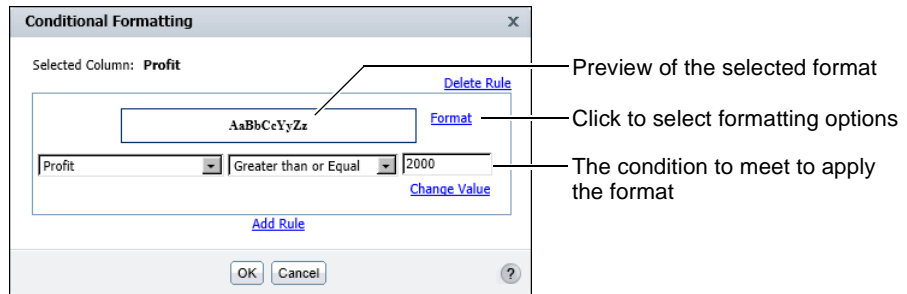 Conditional Formatting x
Selected Column: Profit
Delete Rule
Preview of the selected format
AaBbCcYyZz
Format
Click to select formatting options
Profit Greater than or Equal 2000
The condition to meet to apply
the format
Change Value
Add Rule
OK Cancel ?